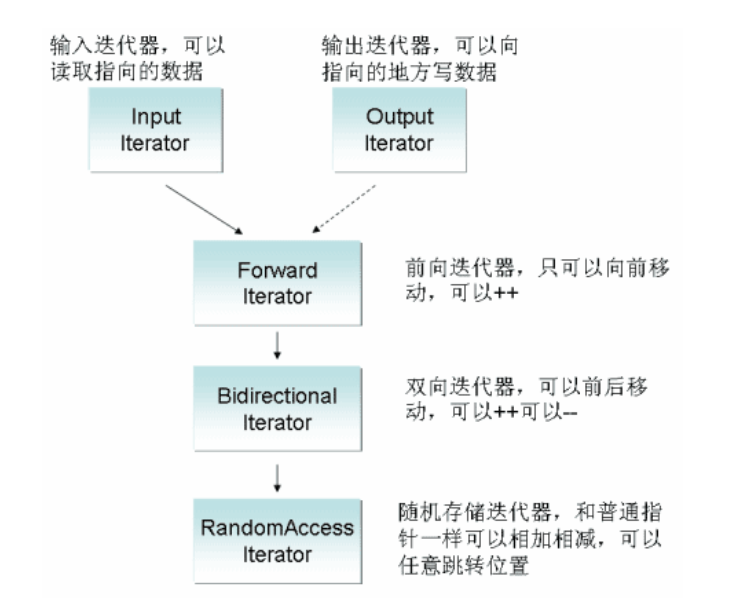 输入迭代器，可以
读取指向的数据
输出迭代器，可以向
指向的地方写数据
Input
Iterator
Output
Iterator
Forward
Iterator
前向迭代器，只可以向前移
动，可以++
Bidirectional
Iterator
双向迭代器，可以前后移
动，可以++可以--
RandomAccess
Iterator
随机存储迭代器，和普通指
针一样可以相加相减，可以
任意跳转位置